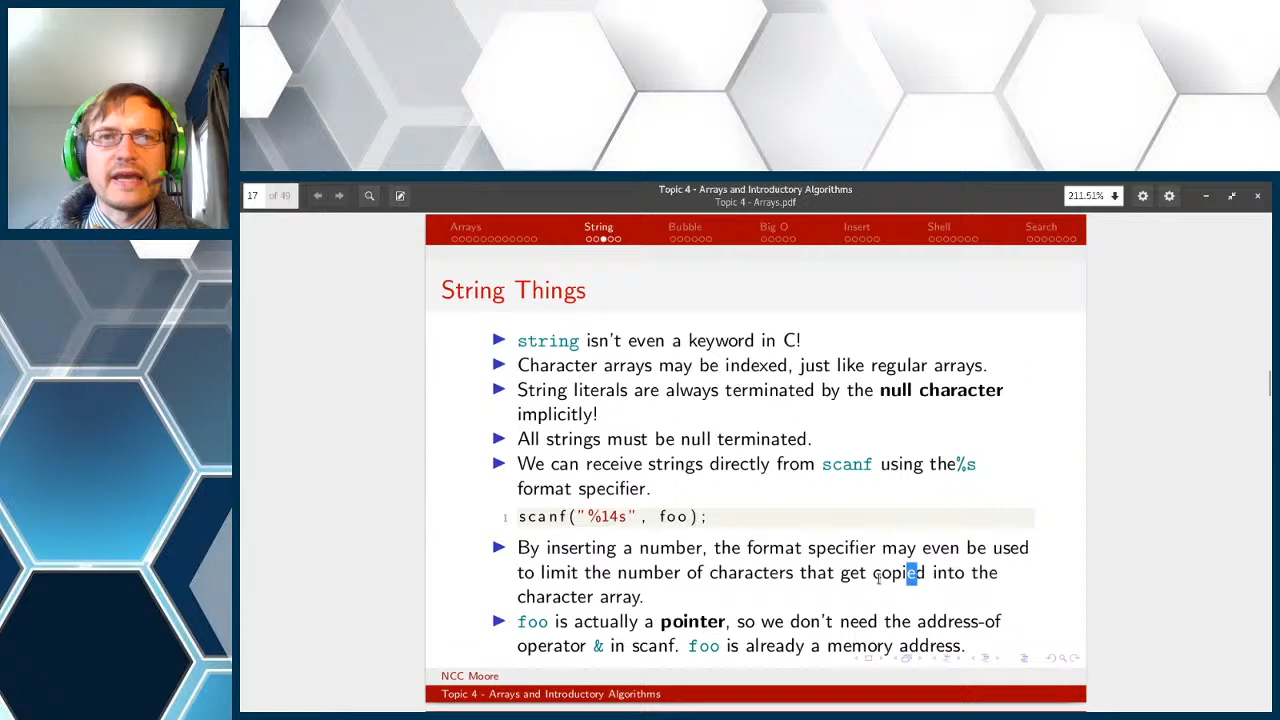 17 of 49
Topic 4 - Arrays and Introductory Algorithms
Topic 4 - Arrays.pdf
211.51%
Arrays String Bubble Big O Insert Shell Search
String Things
string isn't even a keyword in C!
Character arrays may be indexed, just like regular arrays.
String literals are always terminated by the null character
implicitly!
All strings must be null terminated.
We can receive strings directly from scanf using the%s
format specifier.
1 scanf("%14s", foo);
By inserting a number, the format specifier may even be used
to limit the number of characters that get copied into the
character array.
foo is actually a pointer, so we don't need the address-of
operator & in scanf. foo is already a memory address.
NCC Moore
Topic 4 - Arrays and Introductory Algorithms